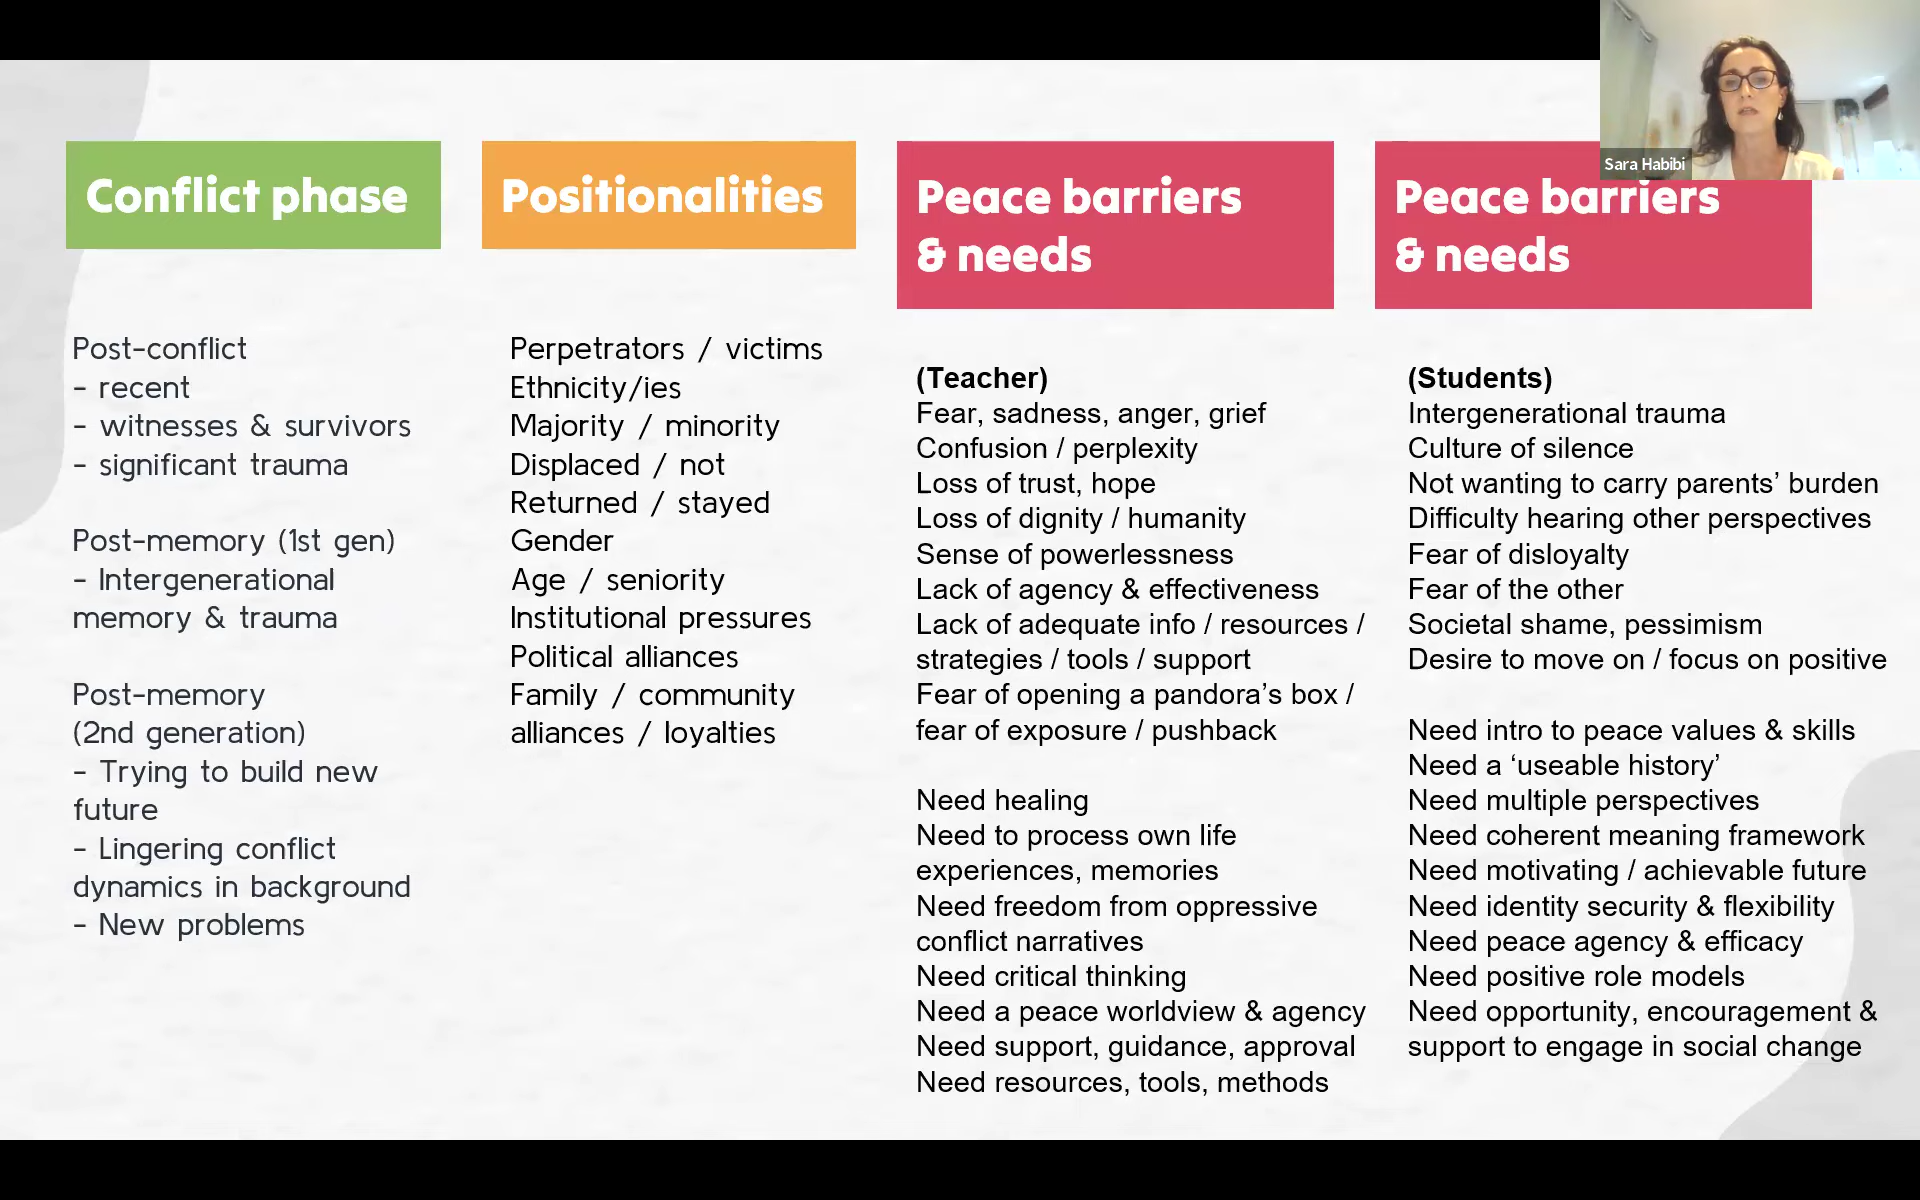 Sara Habibi
Conflict phase
Post-conflict
- recent
- witnesses & survivors
- significant trauma
Post-memory (1st gen)
- Intergenerational
memory & trauma
Post-memory
(2nd generation)
- Trying to build new
future
- Lingering conflict
dynamics in background
- New problems
Positionalities
Perpetrators / victims
Ethnicity/ies
Majority / minority
Displaced / not
Returned / stayed
Gender
Age / seniority
Institutional pressures
Political alliances
Family / community
alliances / loyalties
Peace barriers
& needs
(Teacher)
Fear, sadness, anger, grief
Confusion / perplexity
Loss of trust, hope
Loss of dignity / humanity
Sense of powerlessness
Lack of agency & effectiveness
Lack of adequate info / resources /
strategies / tools / support
Fear of opening a pandora’s box /
fear of exposure / pushback
Need healing
Need to process own life
experiences, memories
Need freedom from oppressive
conflict narratives
Need critical thinking
Need a peace worldview & agency
Need support, guidance, approval
Need resources, tools, methods
Peace barriers
& needs
(Students)
Intergenerational trauma
Culture of silence
Not wanting to carry parents’ burden
Difficulty hearing other perspectives
Fear of disloyalty
Fear of the other
Societal shame, pessimism
Desire to move on / focus on positive
Need intro to peace values & skills
Need a ‘useable history’
Need multiple perspectives
Need coherent meaning framework
Need motivating / achievable future
Need identity security & flexibility
Need peace agency & efficacy
Need positive role models
Need opportunity, encouragement &
support to engage in social change